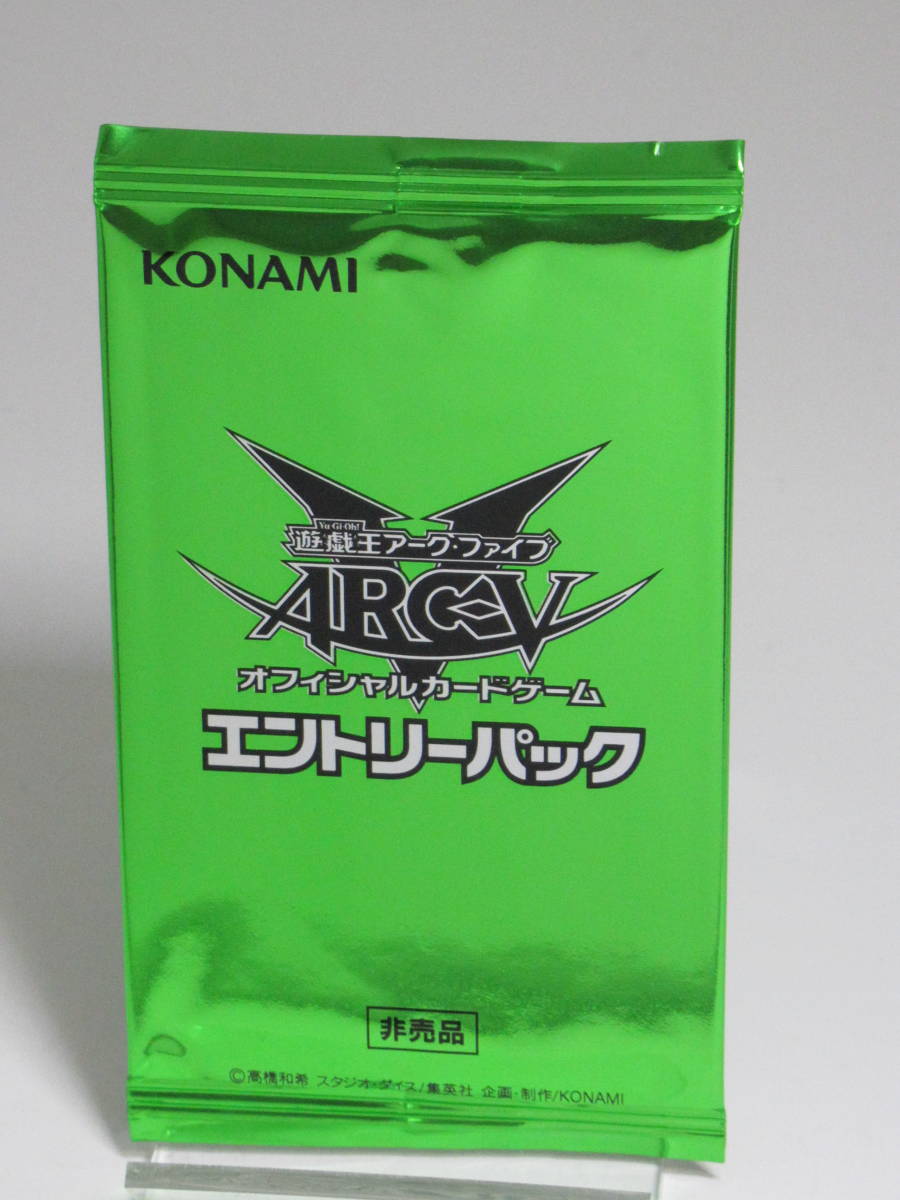 KONAMI
Yu-Gi-Oh!
遊戯王アーク・ファイブ
ARC-V
オフィシャルカードゲーム
エントリーパック
非売品
©高橋和希 スタジオ・ダイス/集英社 企画・制作/KONAMI